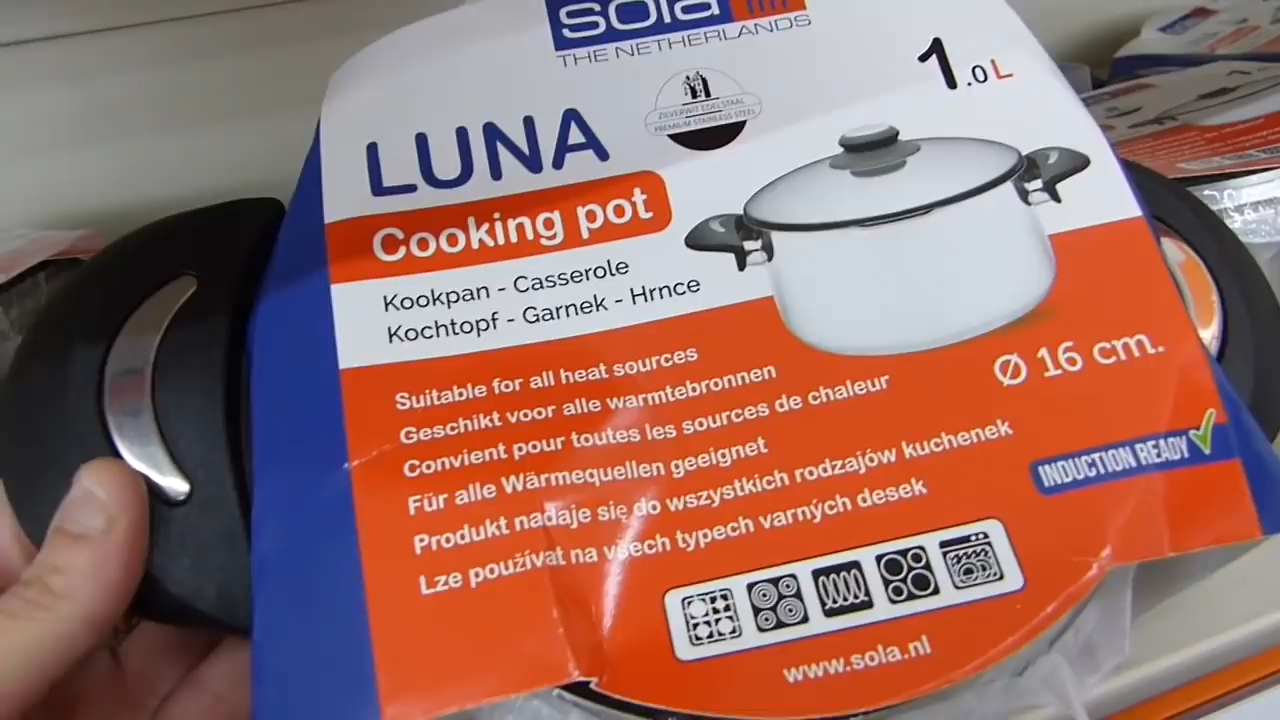 sola
THE NETHERLANDS
1.0L
ZILVERWIT EDELSTAAL
PREMIUM STAINLESS STEEL
LUNA
Cooking pot
Kookpan - Casserole
Kochtopf - Garnek - Hrnce
Ø 16 cm.
Suitable for all heat sources
Geschikt voor alle warmtebronnen
Convient pour toutes les sources de chaleur
Für alle Wärmequellen geeignet
Produkt nadaje się do wszystkich rodzajów kuchenek
Lze používat na všech typech varných desek
INDUCTION READY
www.sola.nl